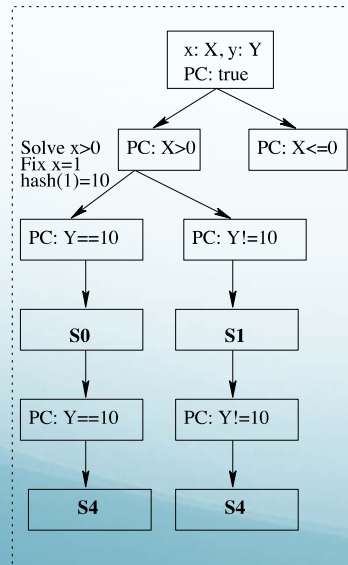 x: X, y: Y
PC: true
Solve x>0
Fix x=1
hash(1)=10
PC: X>0
PC: X<=0
PC: Y==10
PC: Y!=10
S0
S1
PC: Y==10
PC: Y!=10
S4
S4